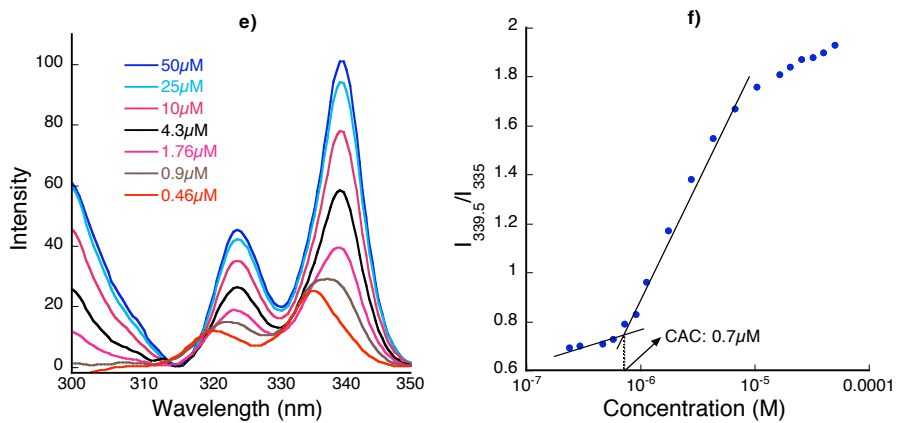 e)
100
80
60
40
20
0
Intensity
50µM
25µM
10µM
4.3µM
1.76µM
0.9µM
0.46µM
300 310 320 330 340 350
Wavelength (nm)
f)
2
1.8
1.6
1.4
1.2
1
0.8
0.6
I339.5/I335
CAC: 0.7µM
10-7 10-6 10-5 0.0001
Concentration (M)